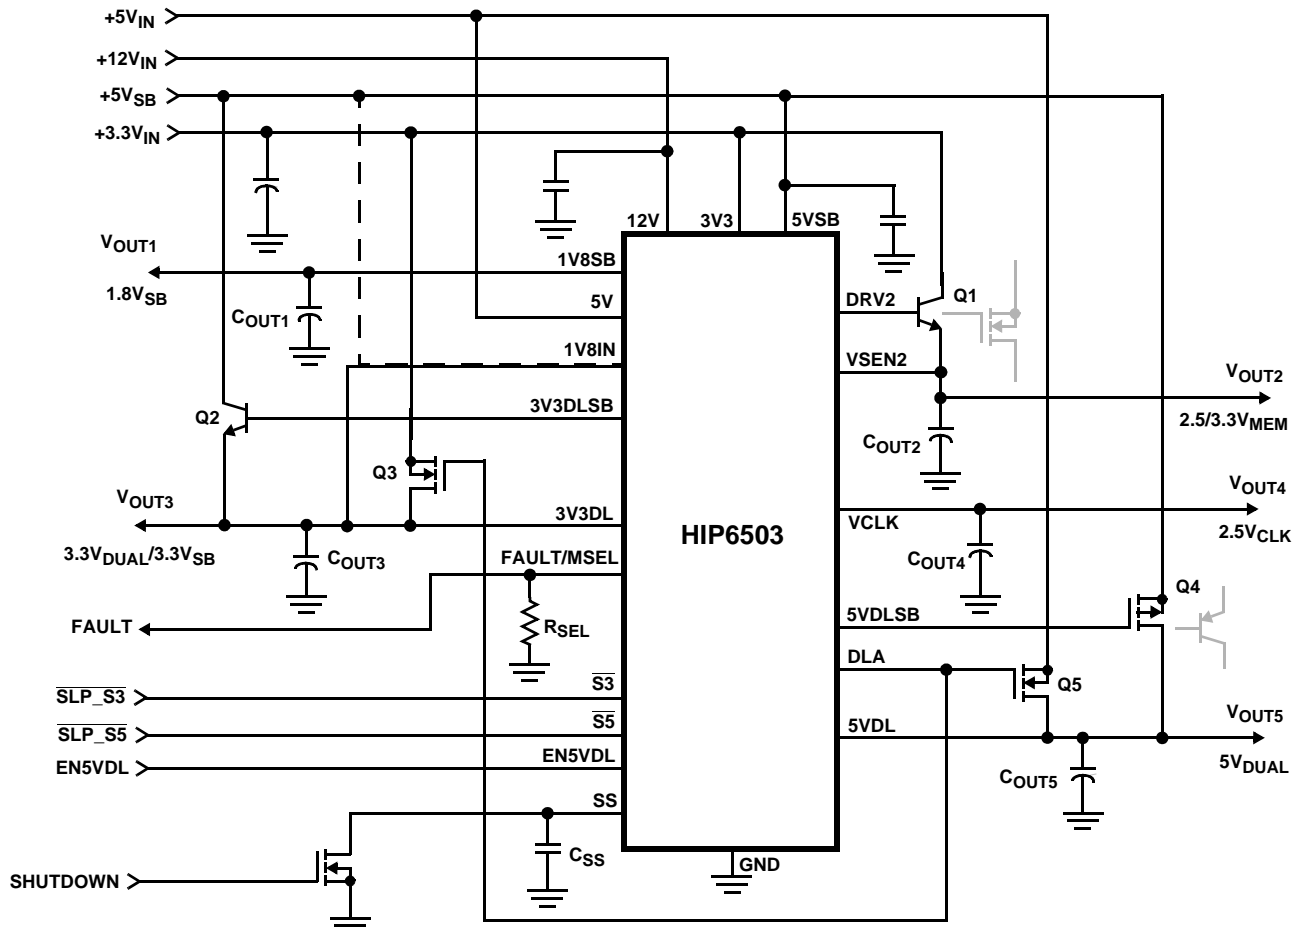 +5VIN
+12VIN
+5VSB
+3.3VIN
12V
3V3
5VSB
VOUT1
1.8VSB
COUT1
1V8SB
5V
1V8IN
DRV2
Q1
VSEN2
VOUT2
2.5/3.3VMEM
COUT2
Q2
3V3DLSB
Q3
VOUT3
3.3VDUAL/3.3VSB
COUT3
3V3DL
HIP6503
VCLK
VOUT4
2.5VCLK
COUT4
FAULT/MSEL
FAULT
RSEL
5VDLSB
Q4
DLA
Q5
SLP_S3
S3
SLP_S5
S5
5VDL
VOUT5
5VDUAL
COUT5
EN5VDL
EN5VDL
SS
CSS
GND
SHUTDOWN